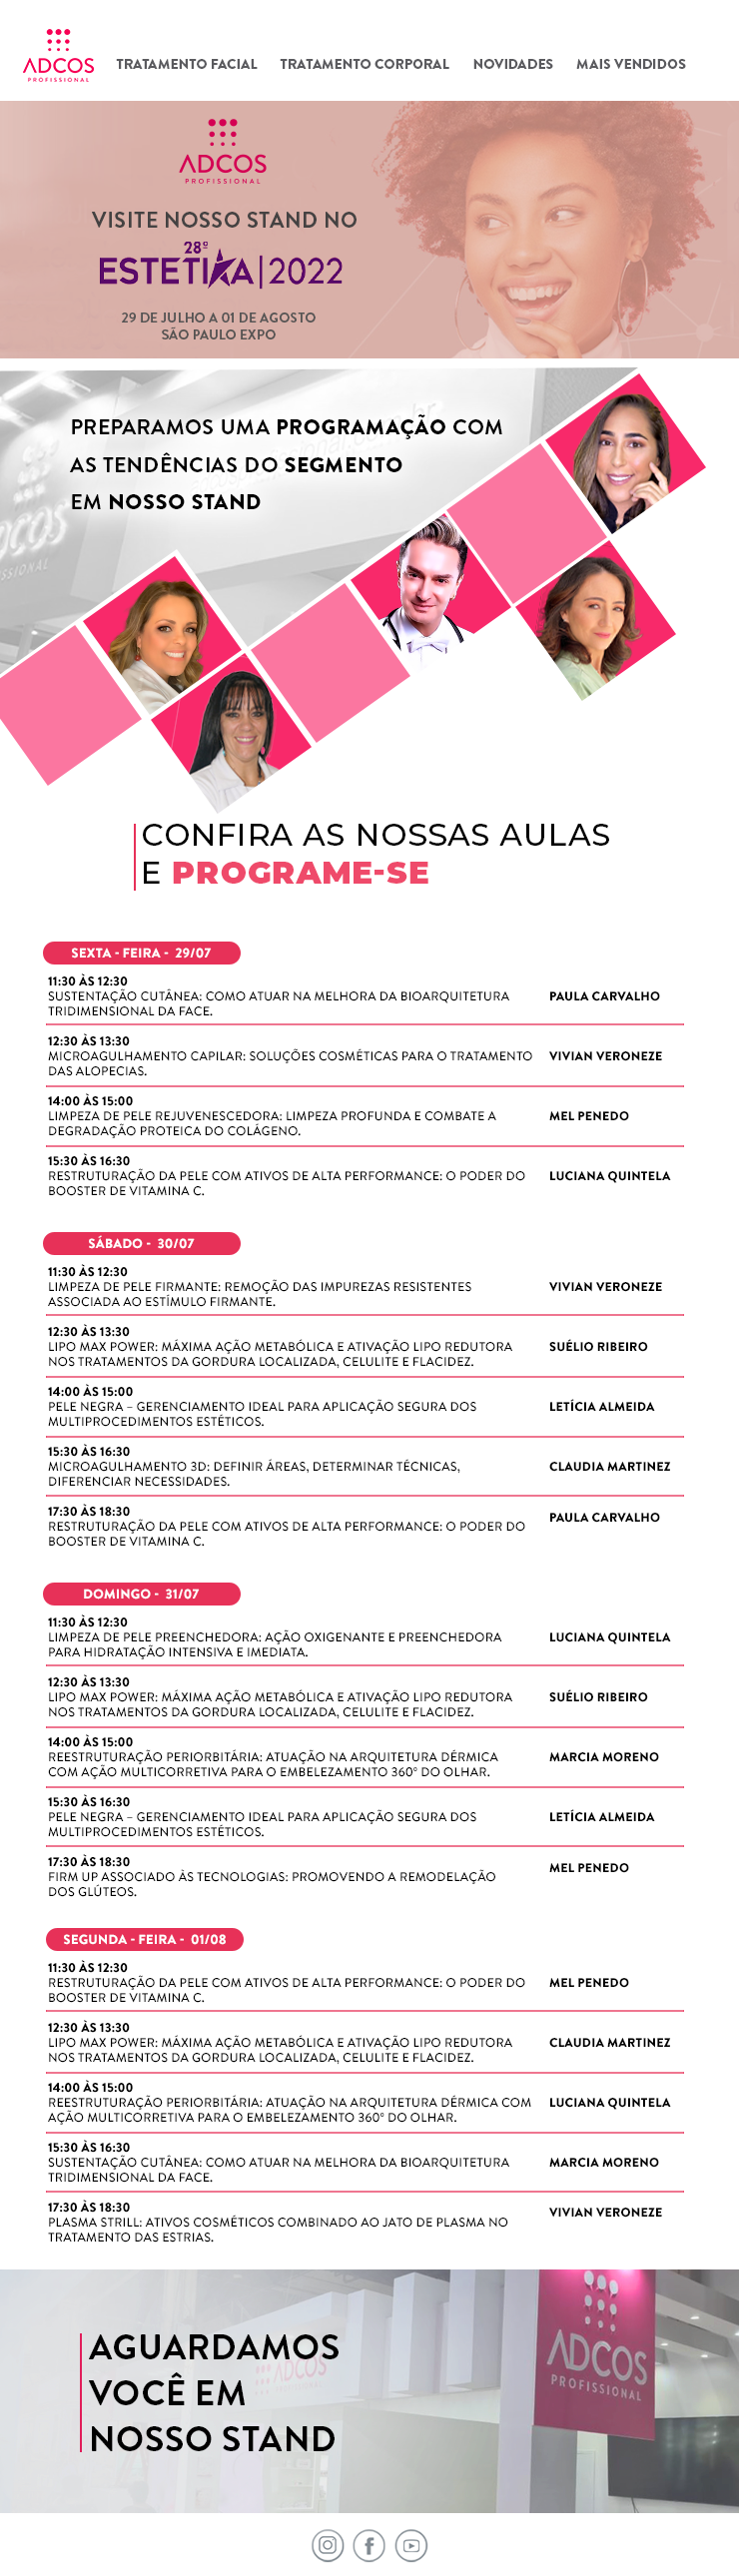 ADCOS
PROFISSIONAL
TRATAMENTO FACIAL TRATAMENTO CORPORAL NOVIDADES MAIS VENDIDOS
ADCOS
PROFISSIONAL
VISITE NOSSO STAND NO
28º
ESTETIKA|2022
29 DE JULHO A 01 DE AGOSTO
SÃO PAULO EXPO
PREPARAMOS UMA PROGRAMAÇÃO COM
AS TENDÊNCIAS DO SEGMENTO
EM NOSSO STAND
CONFIRA AS NOSSAS AULAS
E PROGRAME-SE
SEXTA - FEIRA - 29/07
11:30 ÀS 12:30
SUSTENTAÇÃO CUTÂNEA: COMO ATUAR NA MELHORA DA BIOARQUITETURA PAULA CARVALHO
TRIDIMENSIONAL DA FACE.
12:30 ÀS 13:30
MICROAGULHAMENTO CAPILAR: SOLUÇÕES COSMÉTICAS PARA O TRATAMENTO VIVIAN VERONEZE
DAS ALOPECIAS.
14:00 ÀS 15:00
LIMPEZA DE PELE REJUVENESCEDORA: LIMPEZA PROFUNDA E COMBATE A MEL PENEDO
DEGRADAÇÃO PROTEICA DO COLÁGENO.
15:30 ÀS 16:30
RESTRUTURAÇÃO DA PELE COM ATIVOS DE ALTA PERFORMANCE: O PODER DO LUCIANA QUINTELA
BOOSTER DE VITAMINA C.
SÁBADO - 30/07
11:30 ÀS 12:30
LIMPEZA DE PELE FIRMANTE: REMOÇÃO DAS IMPUREZAS RESISTENTES VIVIAN VERONEZE
ASSOCIADA AO ESTÍMULO FIRMANTE.
12:30 ÀS 13:30
LIPO MAX POWER: MÁXIMA AÇÃO METABÓLICA E ATIVAÇÃO LIPO REDUTORA SUÉLIO RIBEIRO
NOS TRATAMENTOS DA GORDURA LOCALIZADA, CELULITE E FLACIDEZ.
14:00 ÀS 15:00
PELE NEGRA – GERENCIAMENTO IDEAL PARA APLICAÇÃO SEGURA DOS LETÍCIA ALMEIDA
MULTIPROCEDIMENTOS ESTÉTICOS.
15:30 ÀS 16:30
MICROAGULHAMENTO 3D: DEFINIR ÁREAS, DETERMINAR TÉCNICAS, CLAUDIA MARTINEZ
DIFERENCIAR NECESSIDADES.
17:30 ÀS 18:30
RESTRUTURAÇÃO DA PELE COM ATIVOS DE ALTA PERFORMANCE: O PODER DO PAULA CARVALHO
BOOSTER DE VITAMINA C.
DOMINGO - 31/07
11:30 ÀS 12:30
LIMPEZA DE PELE PREENCHEDORA: AÇÃO OXIGENANTE E PREENCHEDORA LUCIANA QUINTELA
PARA HIDRATAÇÃO INTENSIVA E IMEDIATA.
12:30 ÀS 13:30
LIPO MAX POWER: MÁXIMA AÇÃO METABÓLICA E ATIVAÇÃO LIPO REDUTORA SUÉLIO RIBEIRO
NOS TRATAMENTOS DA GORDURA LOCALIZADA, CELULITE E FLACIDEZ.
14:00 ÀS 15:00
REESTRUTURAÇÃO PERIORBITÁRIA: ATUAÇÃO NA ARQUITETURA DÉRMICA MARCIA MORENO
COM AÇÃO MULTICORRETIVA PARA O EMBELEZAMENTO 360° DO OLHAR.
15:30 ÀS 16:30
PELE NEGRA – GERENCIAMENTO IDEAL PARA APLICAÇÃO SEGURA DOS LETÍCIA ALMEIDA
MULTIPROCEDIMENTOS ESTÉTICOS.
17:30 ÀS 18:30
FIRM UP ASSOCIADO ÀS TECNOLOGIAS: PROMOVENDO A REMODELAÇÃO MEL PENEDO
DOS GLÚTEOS.
SEGUNDA - FEIRA - 01/08
11:30 ÀS 12:30
RESTRUTURAÇÃO DA PELE COM ATIVOS DE ALTA PERFORMANCE: O PODER DO MEL PENEDO
BOOSTER DE VITAMINA C.
12:30 ÀS 13:30
LIPO MAX POWER: MÁXIMA AÇÃO METABÓLICA E ATIVAÇÃO LIPO REDUTORA CLAUDIA MARTINEZ
NOS TRATAMENTOS DA GORDURA LOCALIZADA, CELULITE E FLACIDEZ.
14:00 ÀS 15:00
REESTRUTURAÇÃO PERIORBITÁRIA: ATUAÇÃO NA ARQUITETURA DÉRMICA COM LUCIANA QUINTELA
AÇÃO MULTICORRETIVA PARA O EMBELEZAMENTO 360° DO OLHAR.
15:30 ÀS 16:30
SUSTENTAÇÃO CUTÂNEA: COMO ATUAR NA MELHORA DA BIOARQUITETURA MARCIA MORENO
TRIDIMENSIONAL DA FACE.
17:30 ÀS 18:30
PLASMA STRILL: ATIVOS COSMÉTICOS COMBINADO AO JATO DE PLASMA NO VIVIAN VERONEZE
TRATAMENTO DAS ESTRIAS.
AGUARDAMOS
VOCÊ EM
NOSSO STAND
ADCOS
ADCOS
PROFISSIONAL